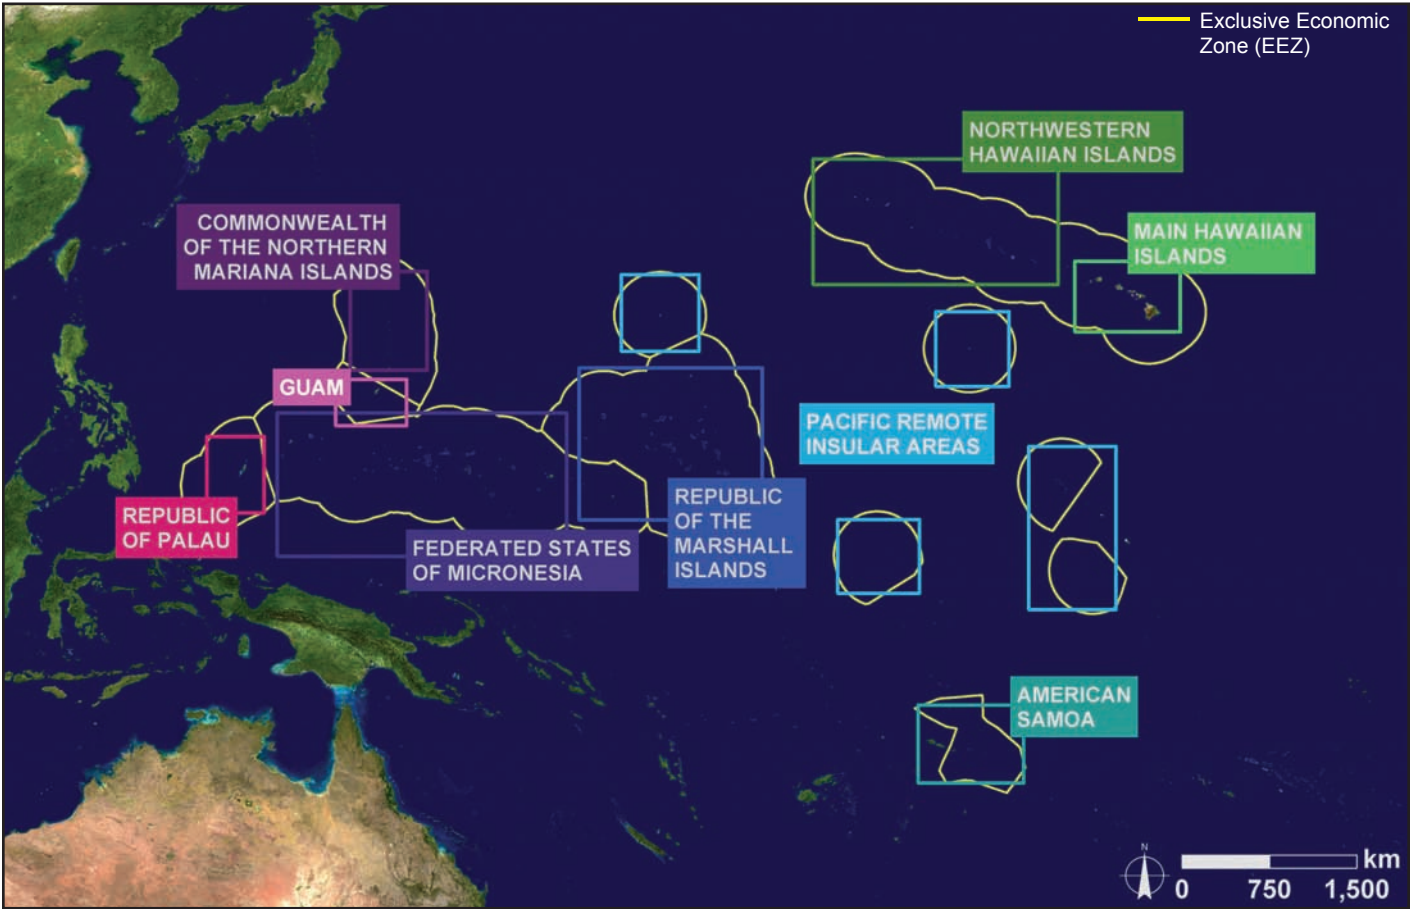 Exclusive Economic
Zone (EEZ)
NORTHWESTERN
HAWAIIAN ISLANDS
COMMONWEALTH
OF THE NORTHERN
MARIANA ISLANDS
MAIN HAWAIIAN
ISLANDS
GUAM
PACIFIC REMOTE
INSULAR AREAS
REPUBLIC
OF PALAU
REPUBLIC
OF THE
MARSHALL
ISLANDS
FEDERATED STATES
OF MICRONESIA
AMERICAN
SAMOA
N
km
0 750 1,500